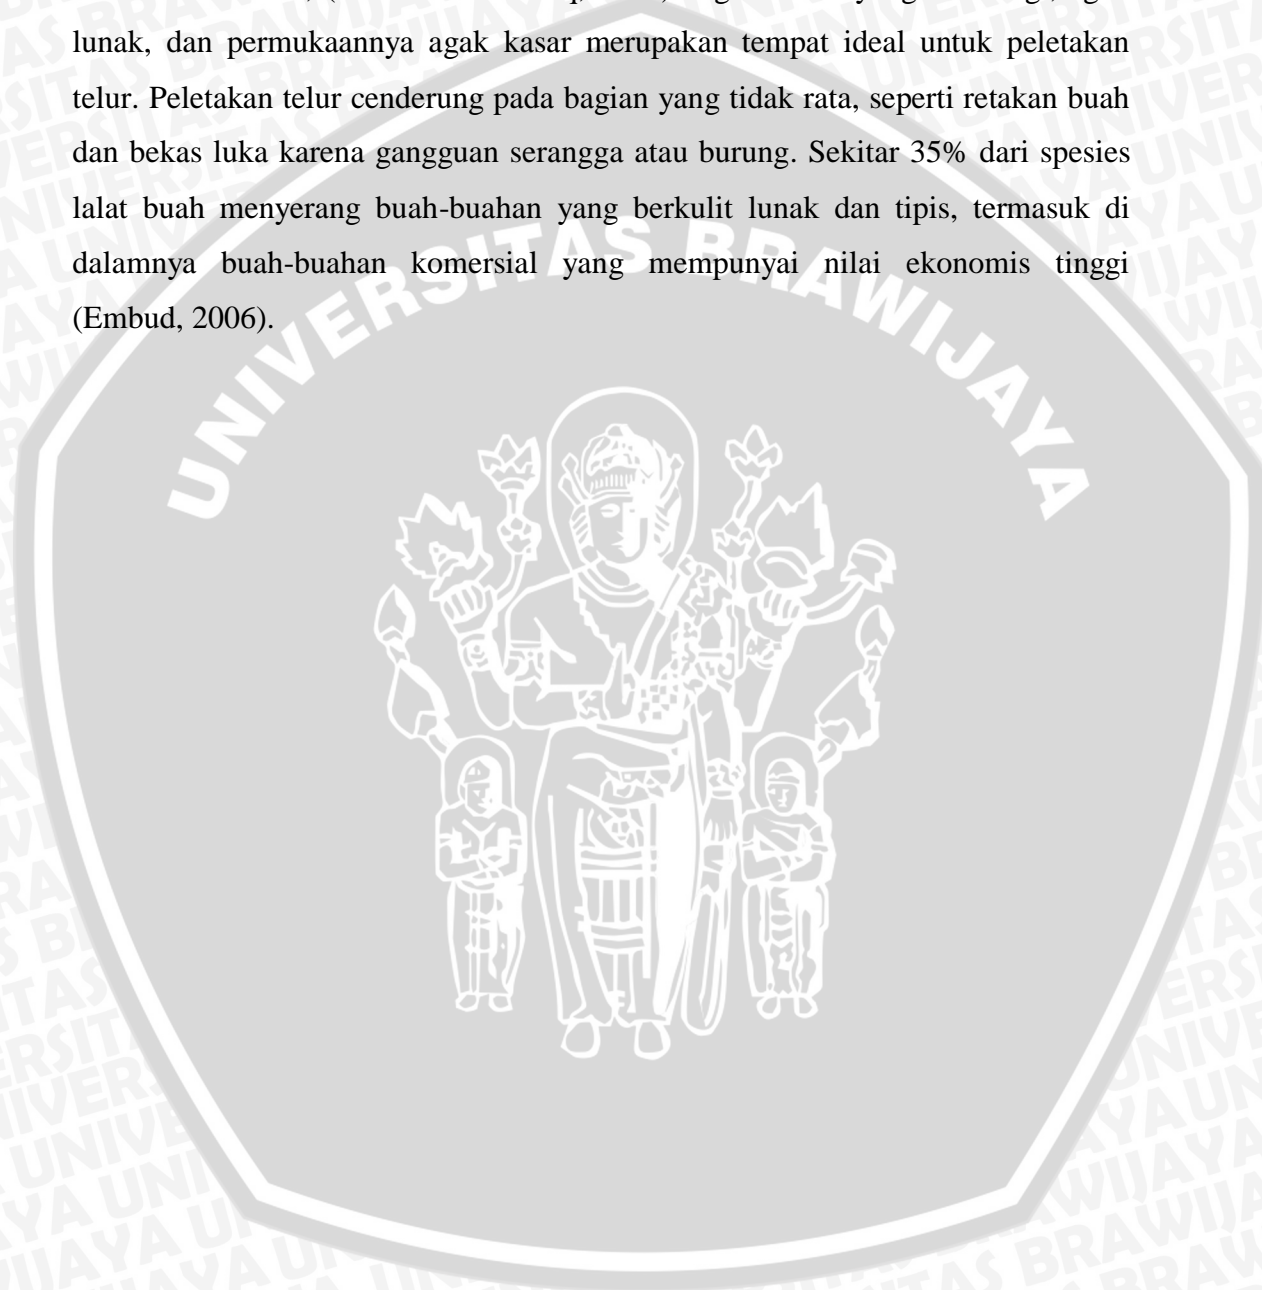 lunak, dan permukaannya agak kasar merupakan tempat ideal untuk peletakan
telur. Peletakan telur cenderung pada bagian yang tidak rata, seperti retakan buah
dan bekas luka karena gangguan serangga atau burung. Sekitar 35% dari spesies
lalat buah menyerang buah-buahan yang berkulit lunak dan tipis, termasuk di
dalamnya buah-buahan komersial yang mempunyai nilai ekonomis tinggi
(Embud, 2006).
UNIVERSITAS BRAWIJAYA